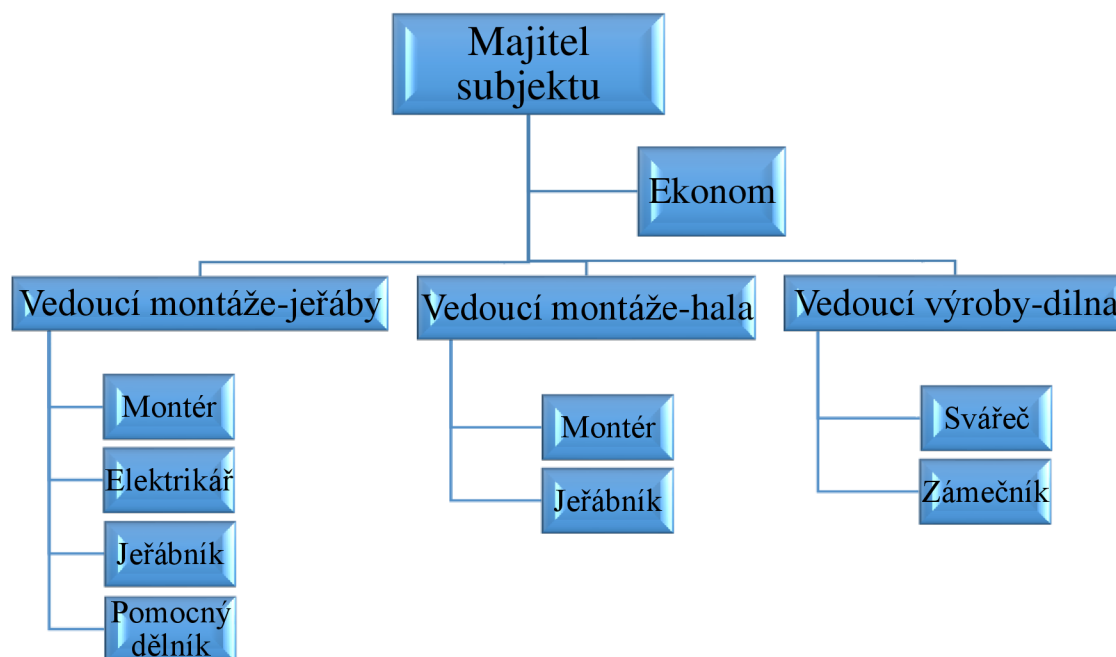 Majitel
subjektu
Ekonom
Vedoucí montáže-jeřáby
Vedoucí montáže-hala
Vedoucí výroby-dilna
Montér
Elektrikář
Jeřábník
Pomocný
dělník
Montér
Jeřábník
Svářeč
Zámečník